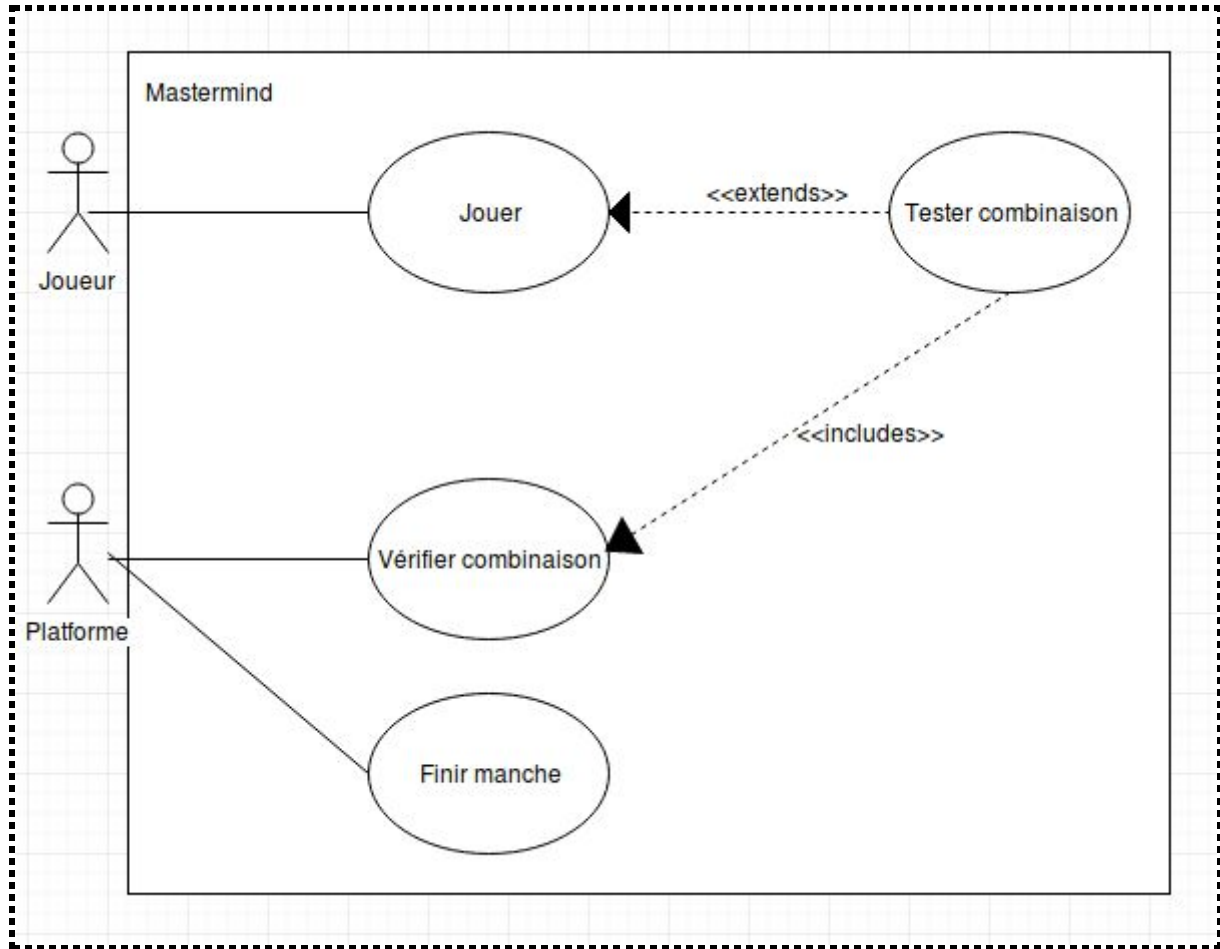 Mastermind
Jouer
<<extends>>
Tester combinaison
Joueur
<<includes>>
Vérifier combinaison
Platforme
Finir manche